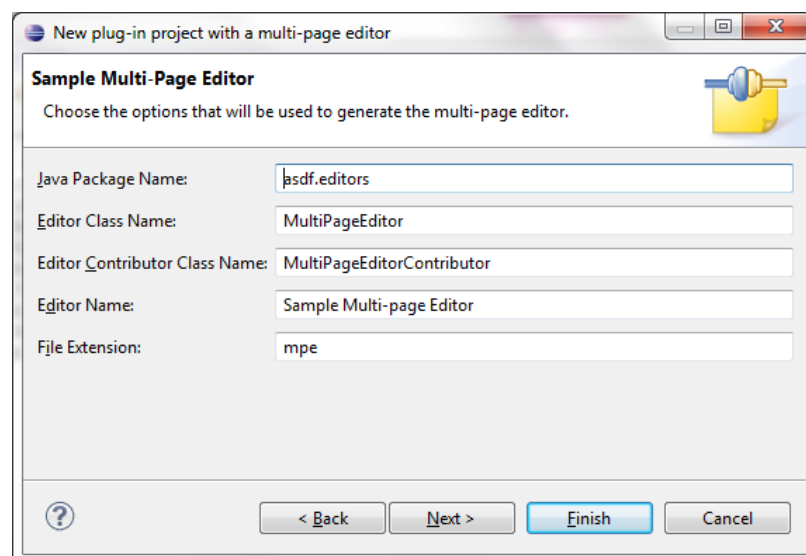 New plug-in project with a multi-page editor
Sample Multi-Page Editor
Choose the options that will be used to generate the multi-page editor.
Java Package Name: asdf.editors
Editor Class Name: MultiPageEditor
Editor Contributor Class Name: MultiPageEditorContributor
Editor Name: Sample Multi-page Editor
File Extension: mpe
? < Back Next > Finish Cancel